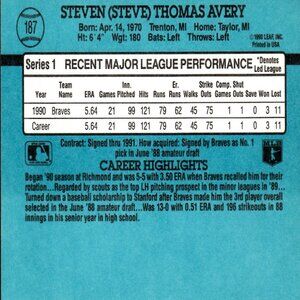 187
STEVEN (STEVE) THOMAS AVERY
©1990 LEAF, INC.
Printed in USA
Born: Apr. 14, 1970 Trenton, MI Home: Taylor, MI
Ht: 6' 4" Wgt: 180 Bats: Left Throws: Left
Series 1 RECENT MAJOR LEAGUE PERFORMANCE *Denotes Led League
Year Team Name ERA Games Inn. Pitched Hits Runs Er. Runs Walks Strike Outs Comp. Games Shut Outs Save Won Lost
1990 Braves 5.64 21 99 121 79 62 45 75 1 1 0 3 11
Career 5.64 21 99 121 79 62 45 75 1 1 0 3 11
Contract: Signed thru 1991. How acquired: Signed by Braves as No. 1
pick in June '88 amateur draft
CAREER HIGHLIGHTS
Began '90 season at Richmond and was 5-5 with 3.50 ERA when Braves recalled him for their
rotation...Regarded by scouts as the top LH pitching prospect in the minor leagues in '89...
Turned down a baseball scholarship to Stanford after Braves made him the 3rd player overall
selected in the June '88 amateur draft...Was 13-0 with 0.51 ERA and 196 strikeouts in 88
innings in his senior year in high school.